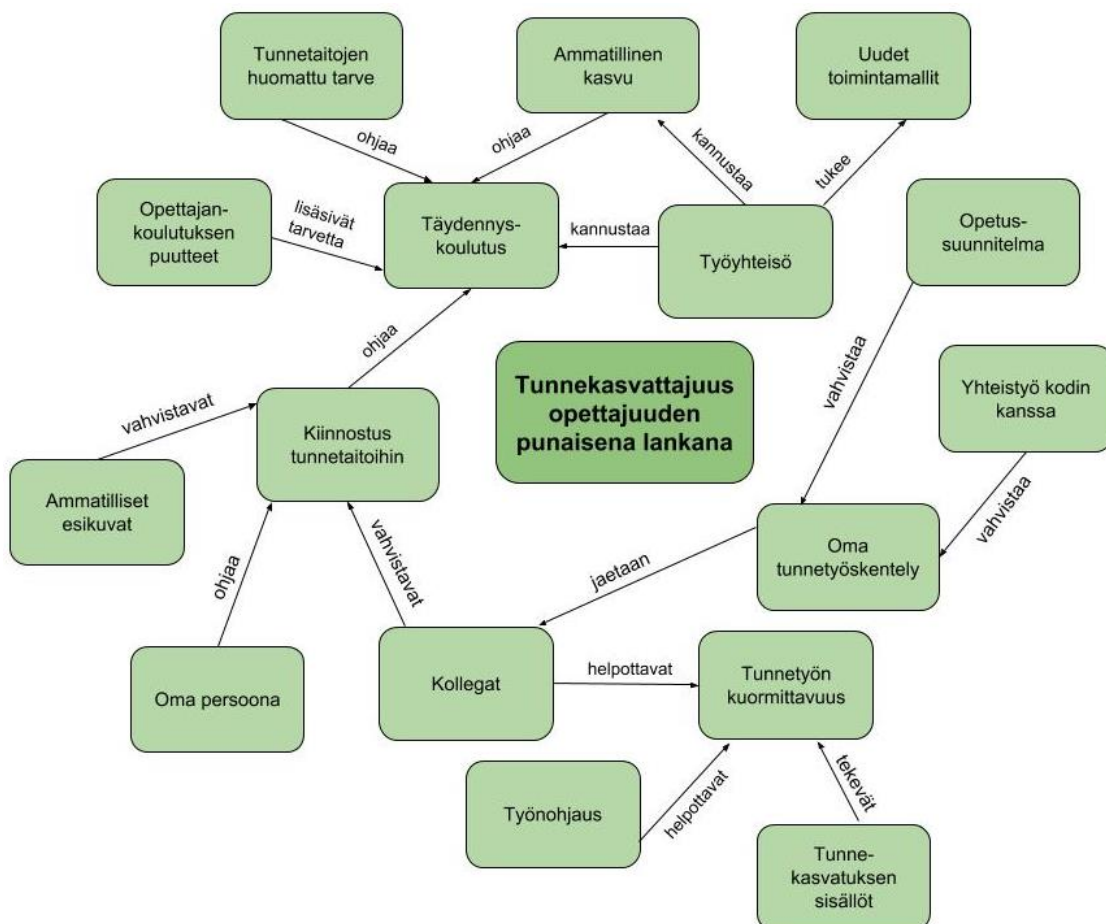 Tunnetaitojen
huomattu tarve
Ammatillinen
kasvu
Uudet
toimintamallit
ohjaa
ohjaa
kannustaa
tukee
Opettajan-
koulutuksen
puutteet
lisäsivät
tarvetta
Täydennys-
koulutus
kannustaa
Työyhteisö
Opetus-
suunnitelma
ohjaa
vahvistaa
Tunnekasvattajuus
opettajuuden
punaisena lankana
Yhteistyö kodin
kanssa
vahvistavat
Kiinnostus
tunnetaitoihin
Ammatilliset
esikuvat
vahvistaa
Oma
tunnetyöskentely
ohjaa
vahvistavat
jaetaan
Oma persoona
Kollegat
helpottavat
Tunnetyön
kuormittavuus
Työnohjaus
helpottavat
tekevät
Tunne-
kasvatuksen
sisällöt